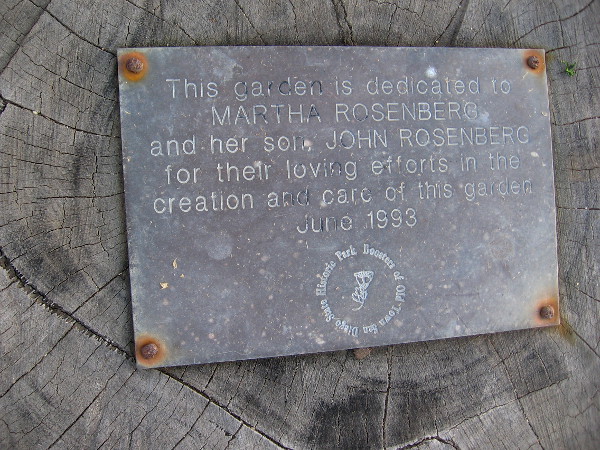 This garden is dedicated to
MARTHA ROSENBERG
and her son, JOHN ROSENBERG
for their loving efforts in the
creation and care of this garden
June 1993
Boosters of Old Town San Diego State Historic Park